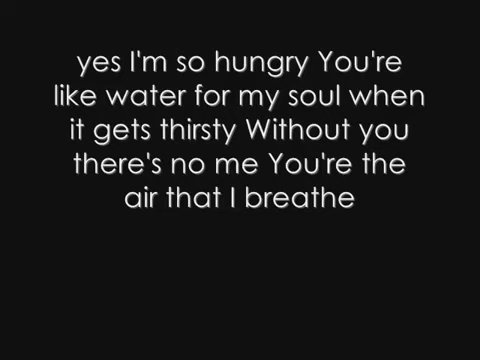 yes I'm so hungry You're
like water for my soul when
it gets thirsty Without you
there's no me You're the
air that I breathe